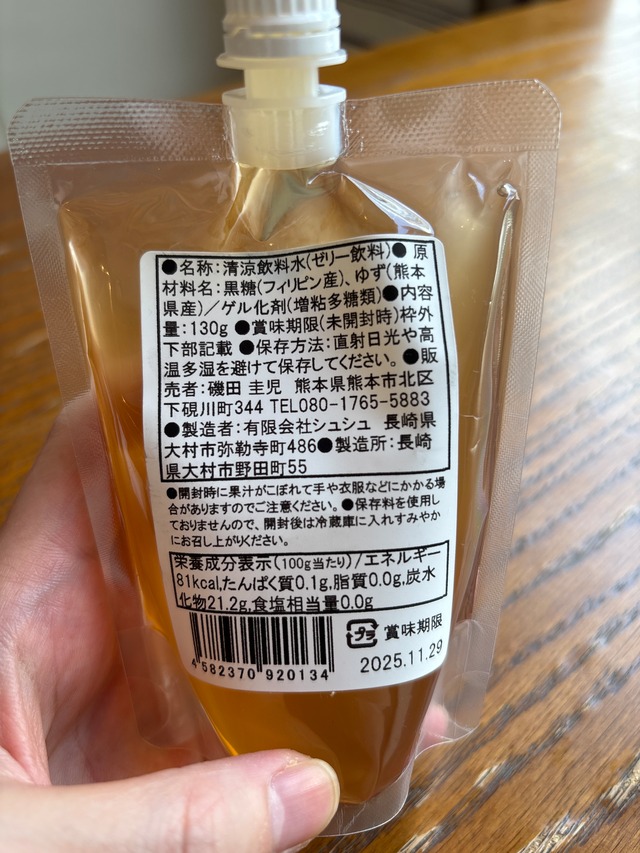 ●名称:清涼飲料水(ゼリー飲料)● 原
材料名:黒糖(フィリピン産)、ゆず(熊本
県産)／ゲル化剤(増粘多糖類)●内容
量:130g ●賞味期限(未開封時)枠外
下部記載 ●保存方法:直射日光や高
温多湿を避けて保存してください。●販
売者:磯田 圭児 熊本県熊本市北区
下硯川町344 TEL080-1765-5883
●製造者:有限会社シュシュ 長崎県
大村市弥勒寺町486●製造所:長崎
県大村市野田町55
●開封時に果汁がこぼれて手や衣服などにかかる場
合がありますのでご注意ください。●保存料を使用し
ておりませんので、開封後は冷蔵庫に入れすみやか
にお召し上がりください。
栄養成分表示(100g当たり)/エネルギー
81kcal,たんぱく質0.1g,脂質0.0g,炭水
化物21.2g,食塩相当量0.0g
プラ 賞味期限
2025.11.29
4 582370 920134